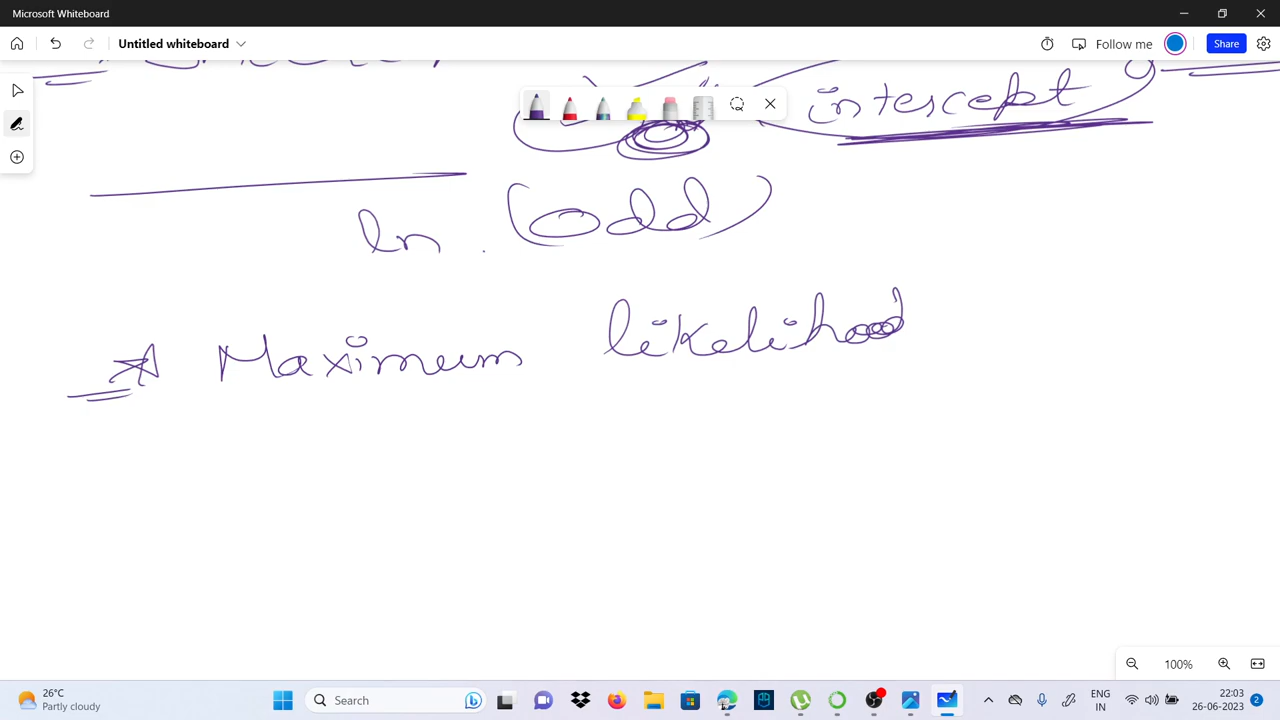 Microsoft Whiteboard
Untitled whiteboard
Follow me
Share
intercept
ln (odd)
Maximum likelihood
100%
26°C
Partly cloudy
Search
ENG
IN
22:03
26-06-2023
2